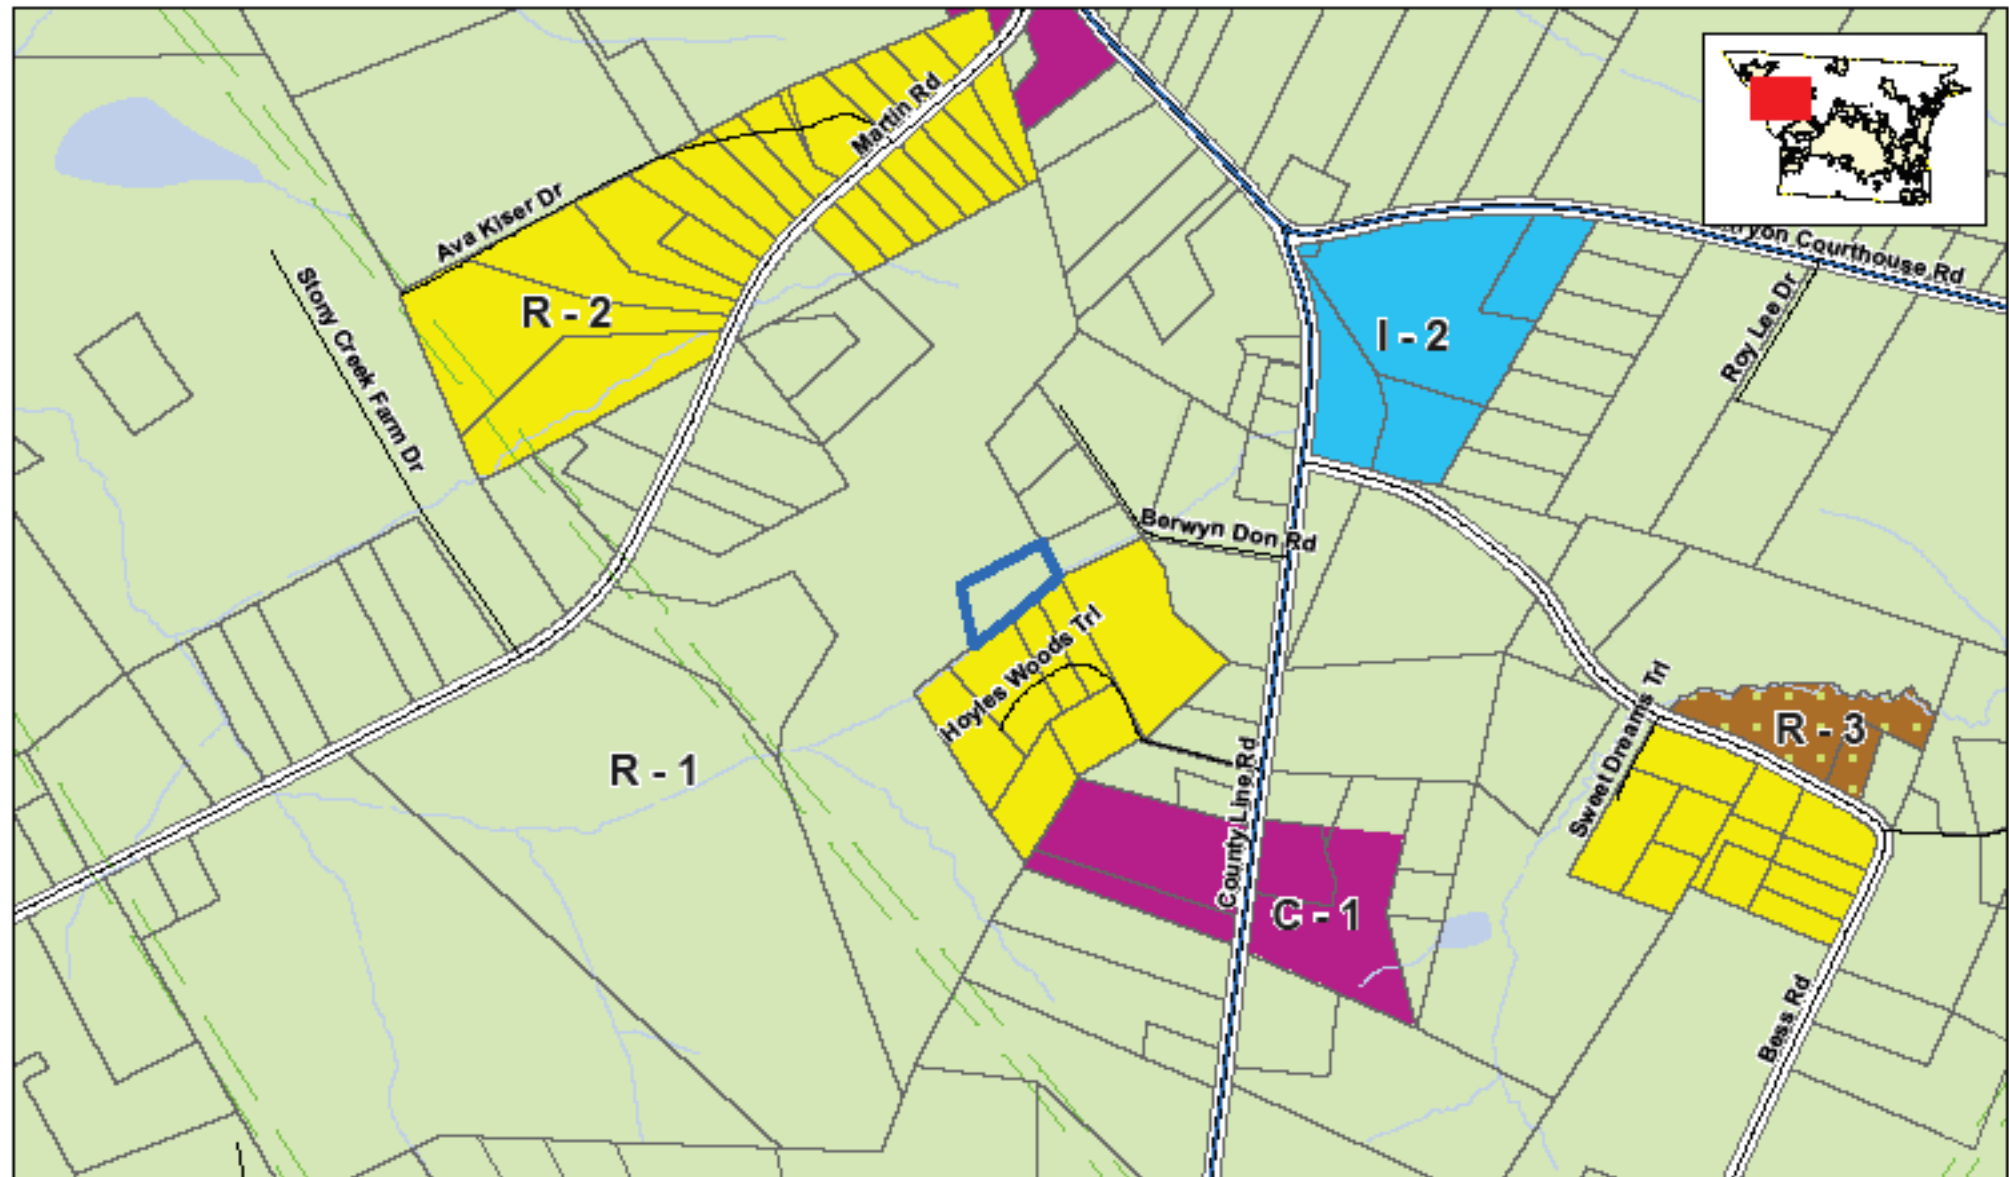 Martin Rd
Ava Kiser Dr
Stony Creek Farm Dr
R - 2
I - 2
Courthouse Rd
Roy Lee Dr
Berwyn Don Rd
Hoyles Woods Trl
R - 1
County Line Rd
C - 1
Sweet Dreams Trl
R - 3
Bess Rd